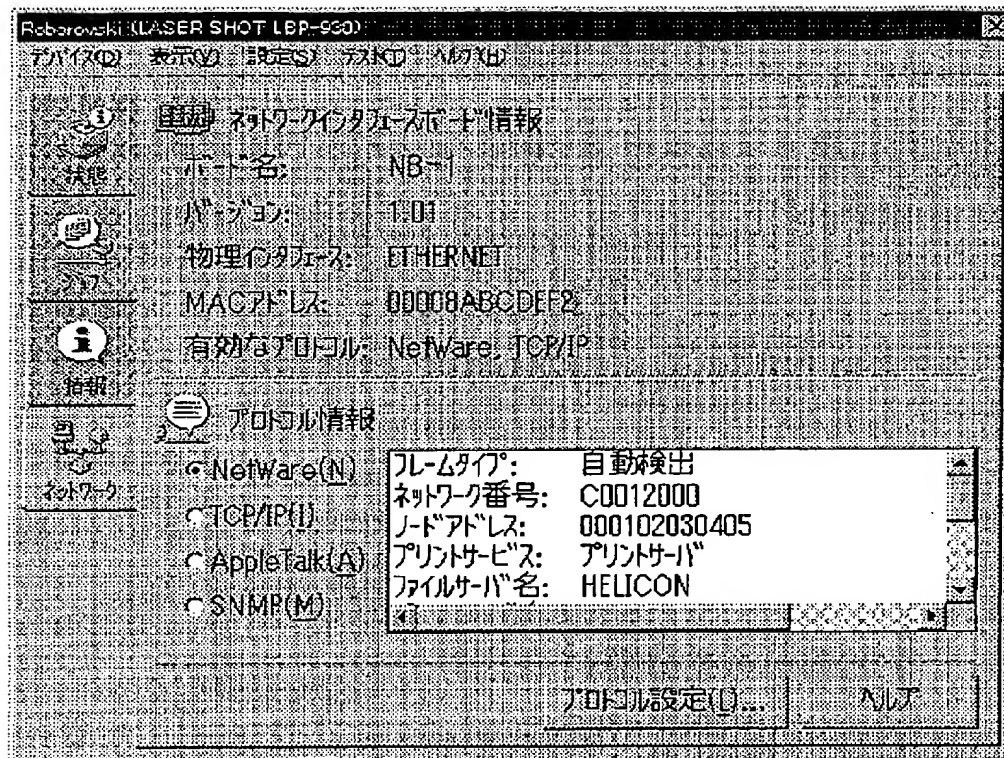 Roborovski (LASER SHOT LBP-930)
デバイス(D) 表示(V) 設定(S) テスト(T) ヘルプ(H)
状態
ジョブ
情報
ネットワーク
ネットワークインタフェースボード情報
ボード名: NB-1
バージョン: 1.01
物理インタフェース: ETHERNET
MACアドレス: 00008ABCDEF2
有効なプロトコル: NetWare, TCP/IP
プロトコル情報
NetWare(N)
TCP/IP(I)
AppleTalk(A)
SNMP(M)
フレームタイプ: 自動検出
ネットワーク番号: C0012000
ノードアドレス: 000102030405
プリントサービス: プリントサーバ
ファイルサーバ名: HELICON
プロトコル設定(L)... ヘルプ